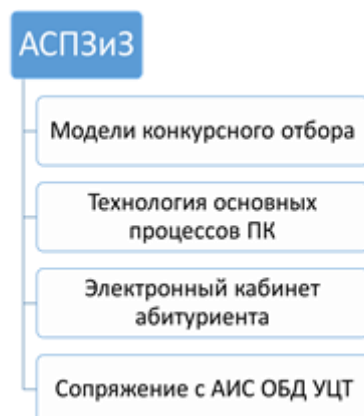 АСПЗиЗ
Модели конкурсного отбора
Технология основных
процессов ПК
Электронный кабинет
абитуриента
Сопряжение с АИС ОБД УЦТ